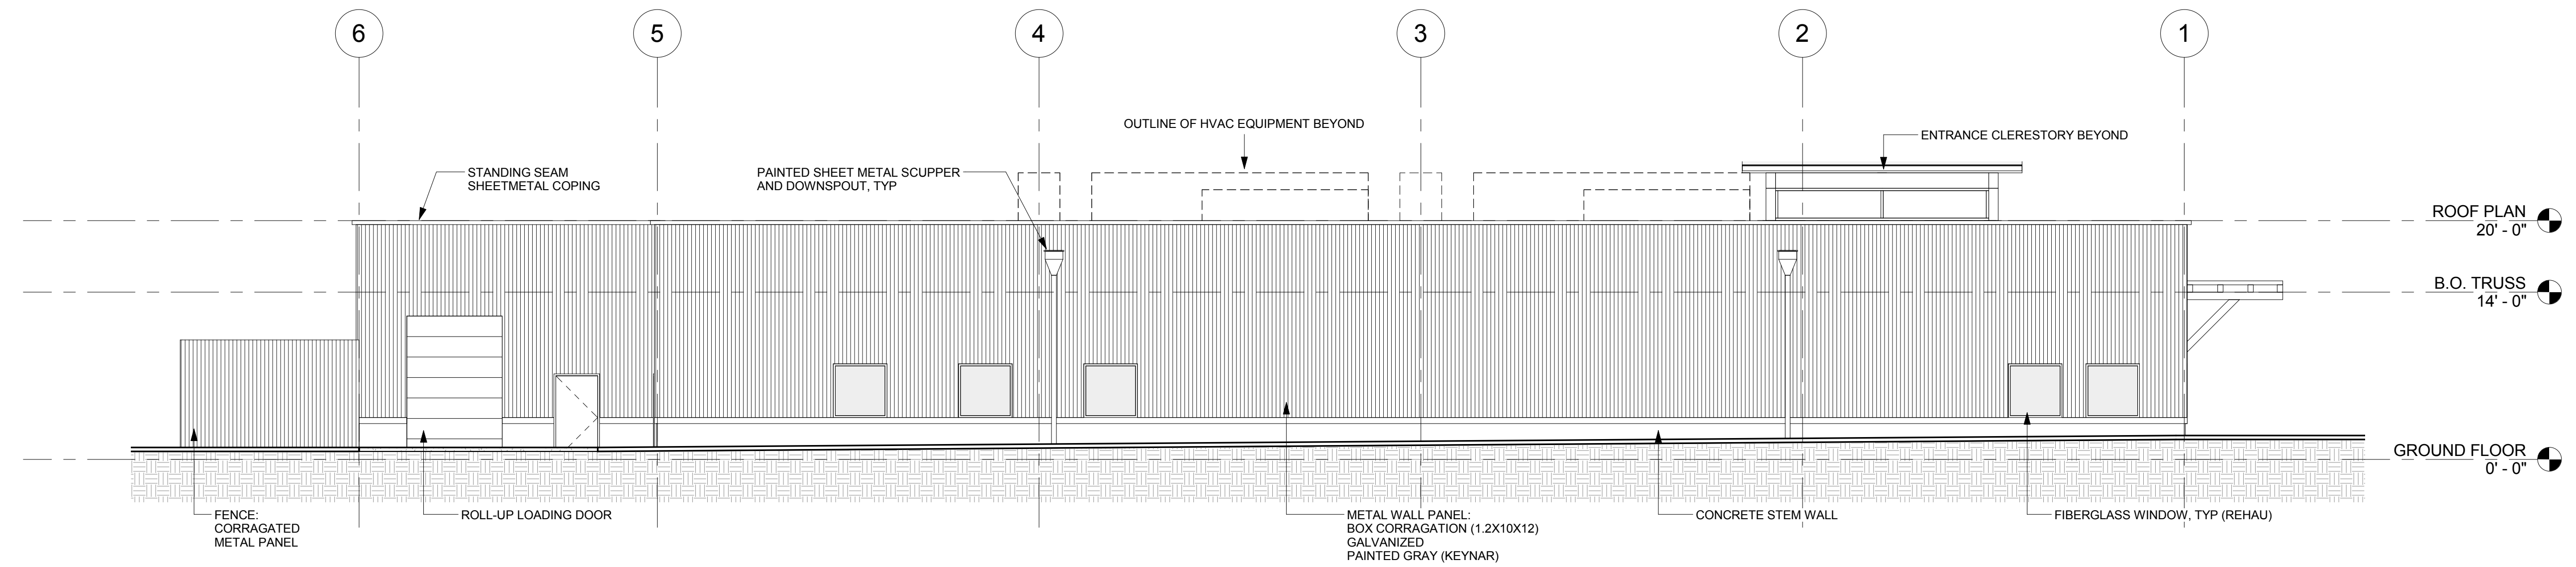 6
5
4
3
2
1
OUTLINE OF HVAC EQUIPMENT BEYOND
ENTRANCE CLERESTORY BEYOND
STANDING SEAM
SHEETMETAL COPING
PAINTED SHEET METAL SCUPPER
AND DOWNSPOUT, TYP
ROOF PLAN
20' - 0"
B.O. TRUSS
14' - 0"
GROUND FLOOR
0' - 0"
FENCE:
CORRAGATED
METAL PANEL
ROLL-UP LOADING DOOR
METAL WALL PANEL:
BOX CORRAGATION (1.2X10X12)
GALVANIZED
PAINTED GRAY (KEYNAR)
CONCRETE STEM WALL
FIBERGLASS WINDOW, TYP (REHAU)